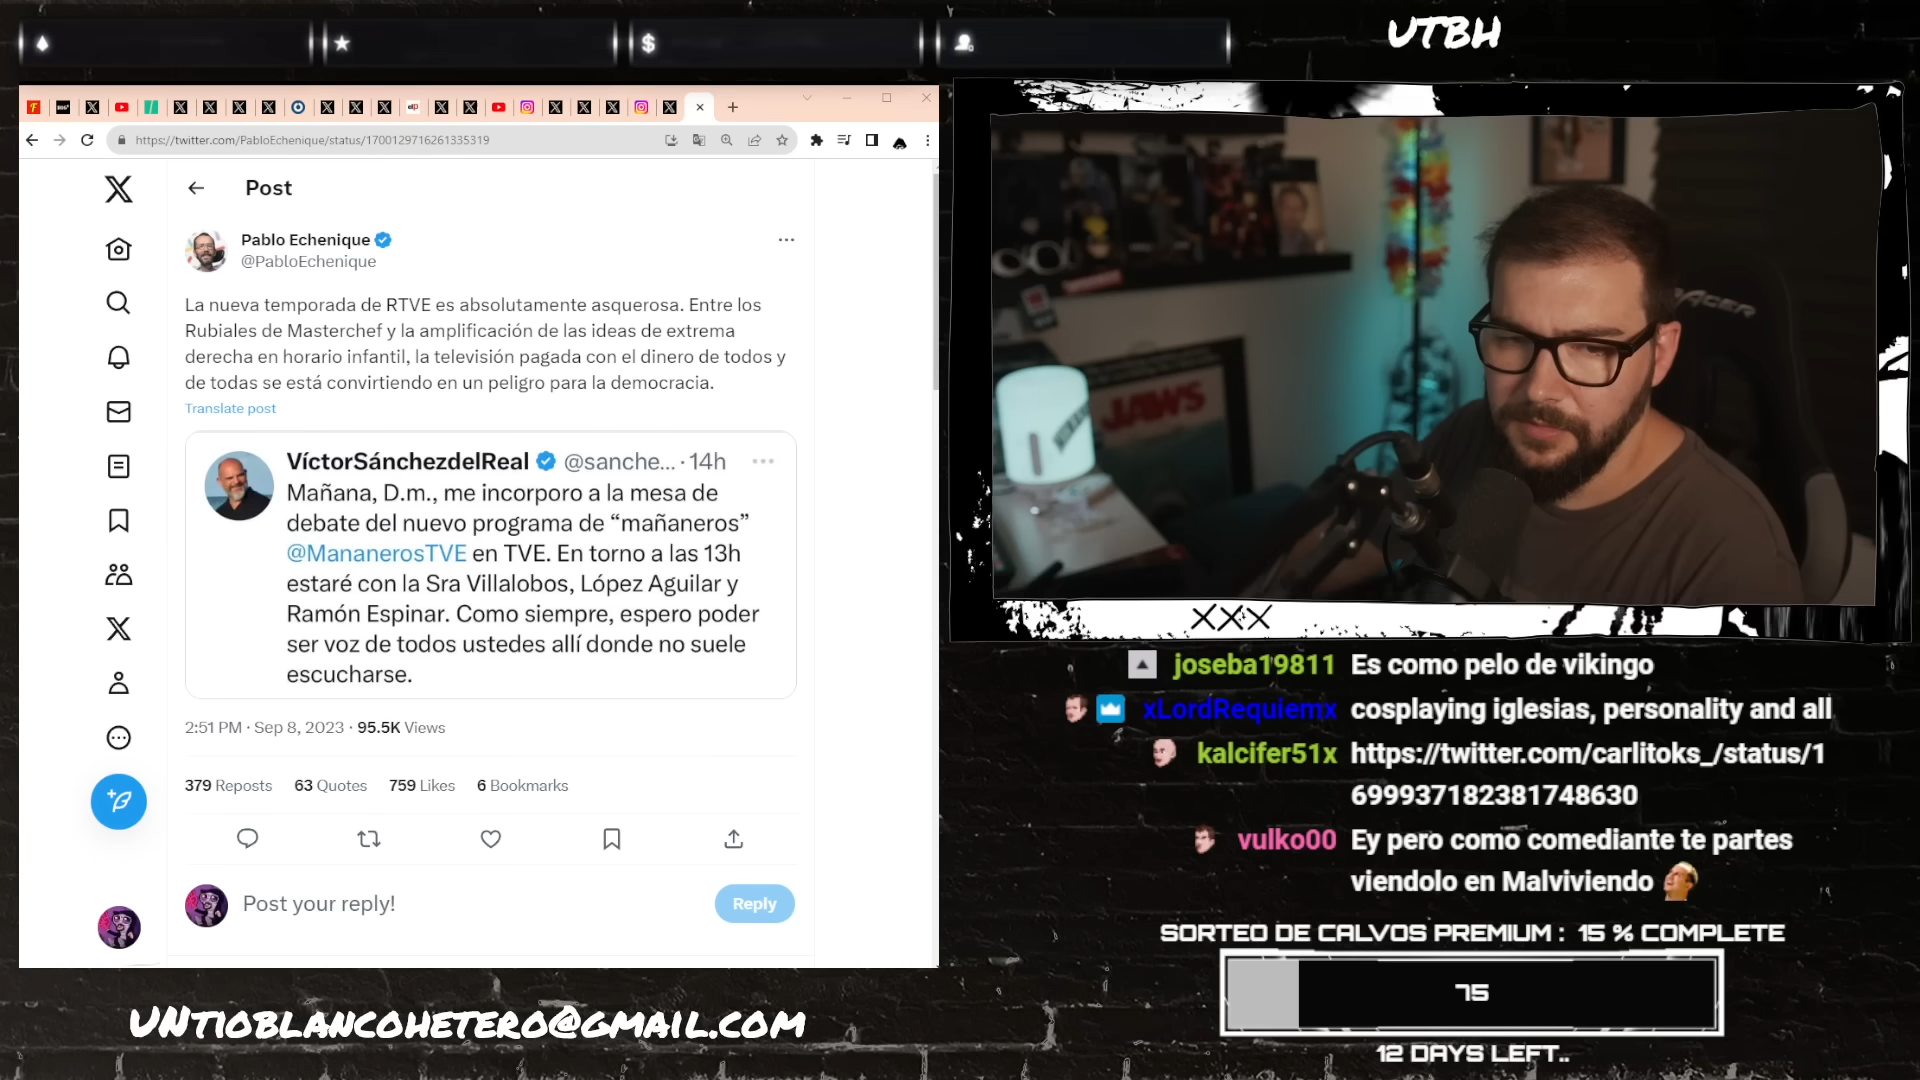 UTBH
https://twitter.com/PabloEchenique/status/1700129716261335319
Post
Pablo Echenique
@PabloEchenique
La nueva temporada de RTVE es absolutamente asquerosa. Entre los
Rubiales de Masterchef y la amplificación de las ideas de extrema
derecha en horario infantil, la televisión pagada con el dinero de todos y
de todas se está convirtiendo en un peligro para la democracia.
Translate post
VíctorSánchezdelReal @sanche... · 14h
Mañana, D.m., me incorporo a la mesa de
debate del nuevo programa de “mañaneros”
@MananerosTVE en TVE. En torno a las 13h
estaré con la Sra Villalobos, López Aguilar y
Ramón Espinar. Como siempre, espero poder
ser voz de todos ustedes allí donde no suele
escucharse.
2:51 PM · Sep 8, 2023 · 95.5K Views
379 Reposts 63 Quotes 759 Likes 6 Bookmarks
Post your reply!
Reply
UNtioblancohetero@gmail.com
JAWS
XXX
joseba19811 Es como pelo de vikingo
xLordRequiemx cosplaying iglesias, personality and all
kalcifer51x https://twitter.com/carlitoks_/status/1
699937182381748630
vulko00 Ey pero como comediante te partes
viendolo en Malviviendo
SORTEO DE CALVOS PREMIUM : 15 % COMPLETE
75
12 DAYS LEFT..